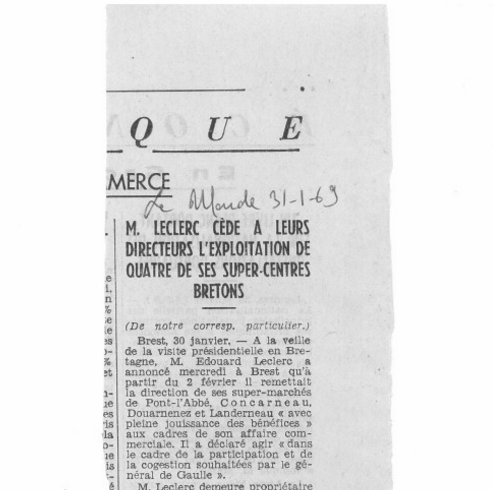 Q U E
MERCE
Le Monde 31-1-69
M. LECLERC CÈDE A LEURS
DIRECTEURS L'EXPLOITATION DE
QUATRE DE SES SUPER-CENTRES
BRETONS
(De notre corresp. particulier.)
Brest, 30 janvier. — A la veille
de la visite présidentielle en Bre-
tagne, M. Edouard Leclerc a
annoncé mercredi à Brest qu'à
partir du 2 février il remettait
la direction de ses super-marchés
de Pont-l'Abbé, Concarneau,
Douarnenez et Landerneau « avec
pleine jouissance des bénéfices »
aux cadres de son affaire com-
merciale. Il a déclaré agir « dans
le cadre de la participation et de
la cogestion souhaitées par le gé-
néral de Gaulle ».
M. Leclerc demeure propriétaire